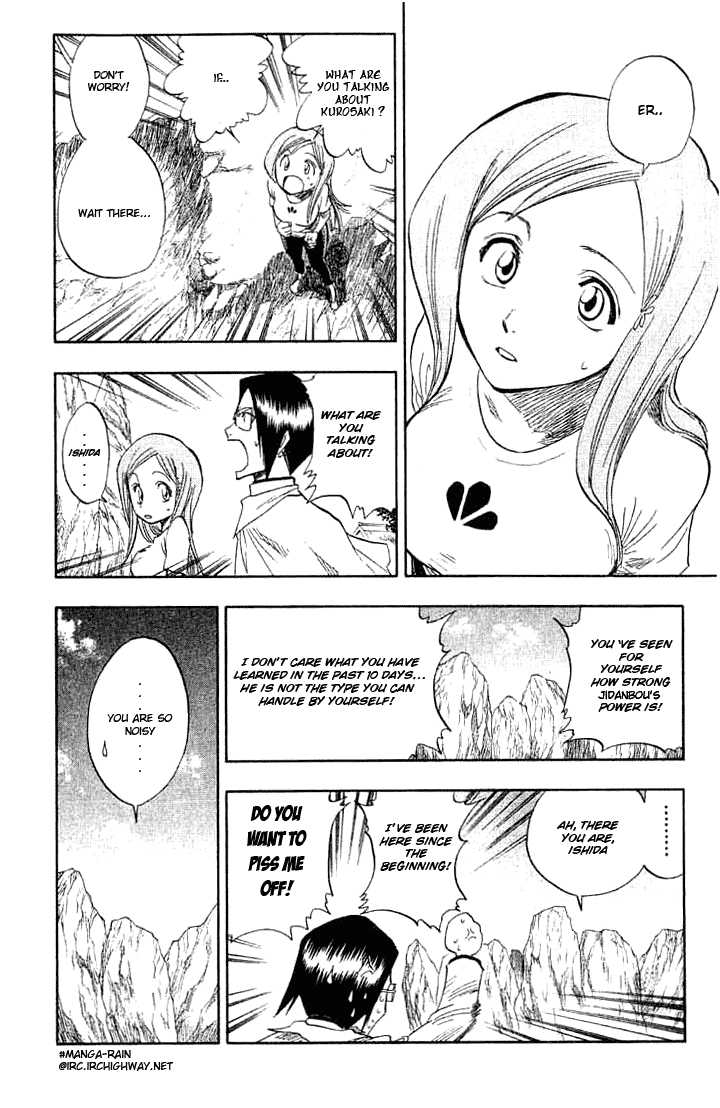 ER..
WHAT ARE
YOU TALKING
ABOUT
KUROSAKI ?
IF..
DON'T
WORRY!
WAIT THERE...
WHAT ARE
YOU
TALKING
ABOUT!
......
ISHIDA
......
YOU 'VE SEEN
FOR
YOURSELF
HOW STRONG
JIDANBOU'S
POWER IS!
I DON'T CARE WHAT YOU HAVE
LEARNED IN THE PAST 10 DAYS...
HE IS NOT THE TYPE YOU CAN
HANDLE BY YOURSELF!
......
YOU ARE SO
NOISY
......
........
AH, THERE
YOU ARE,
ISHIDA
I'VE BEEN
HERE SINCE
THE
BEGINNING!
DO YOU
WANT TO
PISS ME
OFF!
#MANGA-RAIN
@IRC.IRCHIGHWAY.NET